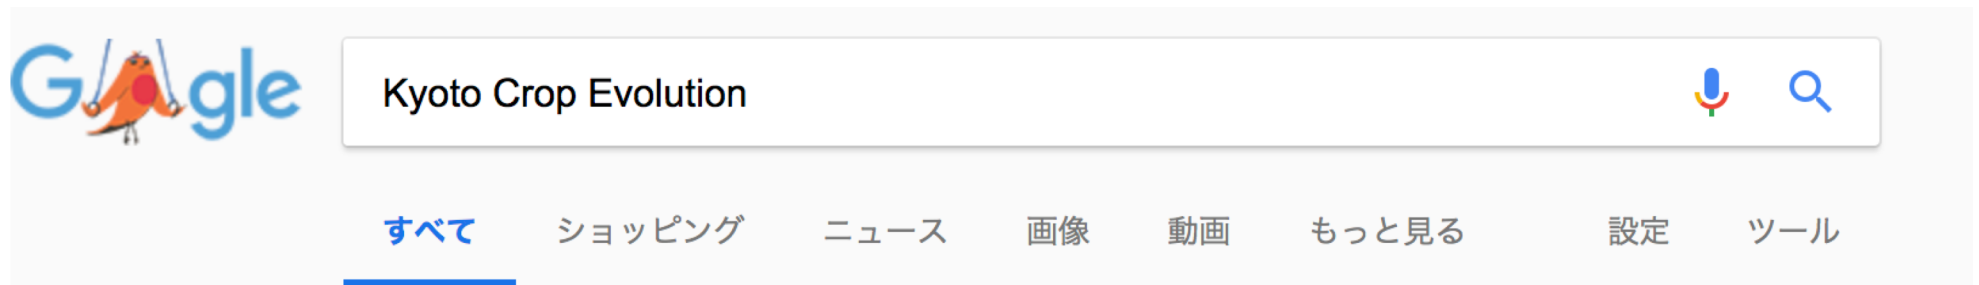 Google
Kyoto Crop Evolution
すべて ショッピング ニュース 画像 動画 もっと見る 設定 ツール